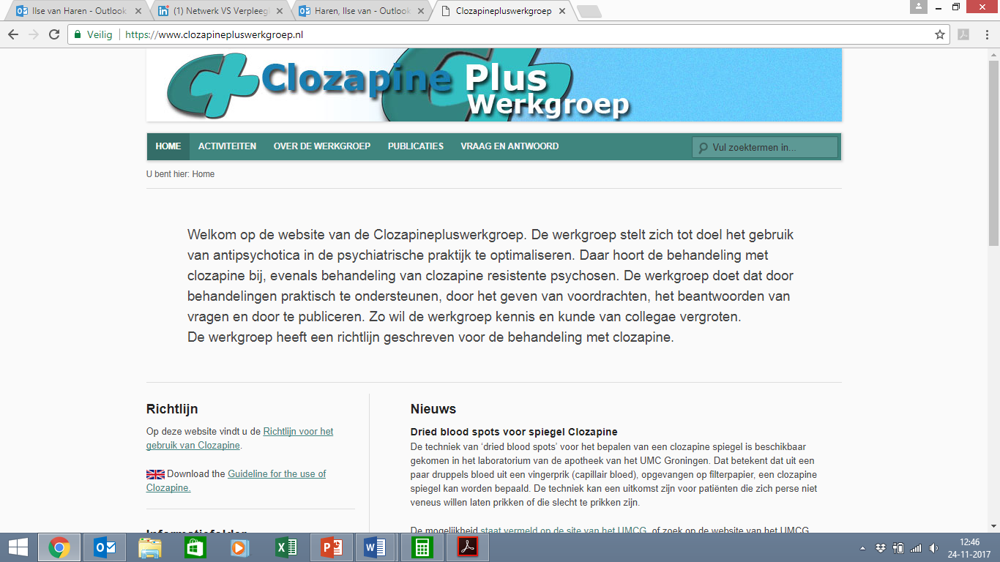 Ilse van Haren - Outlook
(1) Netwerk VS Verpleeg
Haren, Ilse van - Outlook
Clozapinepluswerkgroep
Veilig
https://www.clozapinepluswerkgroep.nl
Clozapine Plus
Werkgroep
HOME ACTIVITEITEN OVER DE WERKGROEP PUBLICATIES VRAAG EN ANTWOORD
Vul zoektermen in...
U bent hier: Home
Welkom op de website van de Clozapinepluswerkgroep. De werkgroep stelt zich tot doel het gebruik
van antipsychotica in de psychiatrische praktijk te optimaliseren. Daar hoort de behandeling met
clozapine bij, evenals behandeling van clozapine resistente psychosen. De werkgroep doet dat door
behandelingen praktisch te ondersteunen, door het geven van voordrachten, het beantwoorden van
vragen en door te publiceren. Zo wil de werkgroep kennis en kunde van collegae vergroten.
De werkgroep heeft een richtlijn geschreven voor de behandeling met clozapine.
Richtlijn
Op deze website vindt u de Richtlijn voor het
gebruik van Clozapine.
Download the Guideline for the use of
Clozapine.
Informatiefolder
Nieuws
Dried blood spots voor spiegel Clozapine
De techniek van ‘dried blood spots’ voor het bepalen van een clozapine spiegel is beschikbaar
gekomen in het laboratorium van de apotheek van het UMC Groningen. Dat betekent dat uit een
paar druppels bloed uit een vingerprik (capillair bloed), opgevangen op filterpapier, een clozapine
spiegel kan worden bepaald. De techniek kan een uitkomst zijn voor patiënten die zich perse niet
veneus willen laten prikken of die slecht te prikken zijn.
De mogelijkheid staat vermeld op de site van het UMCG, of zoek op de website van het UMCG
12:46
24-11-2017